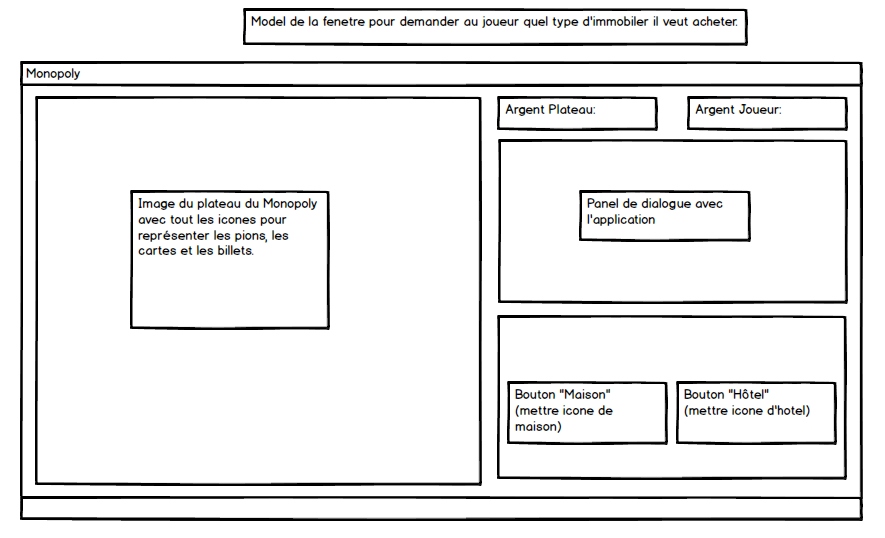 Model de la fenetre pour demander au joueur quel type d'immobiler il veut acheter.
Monopoly
Argent Plateau:
Argent Joueur:
Image du plateau du Monopoly
avec tout les icones pour
représenter les pions, les
cartes et les billets.
Panel de dialogue avec
l'application
Bouton "Maison"
(mettre icone de
maison)
Bouton "Hôtel"
(mettre icone d'hotel)